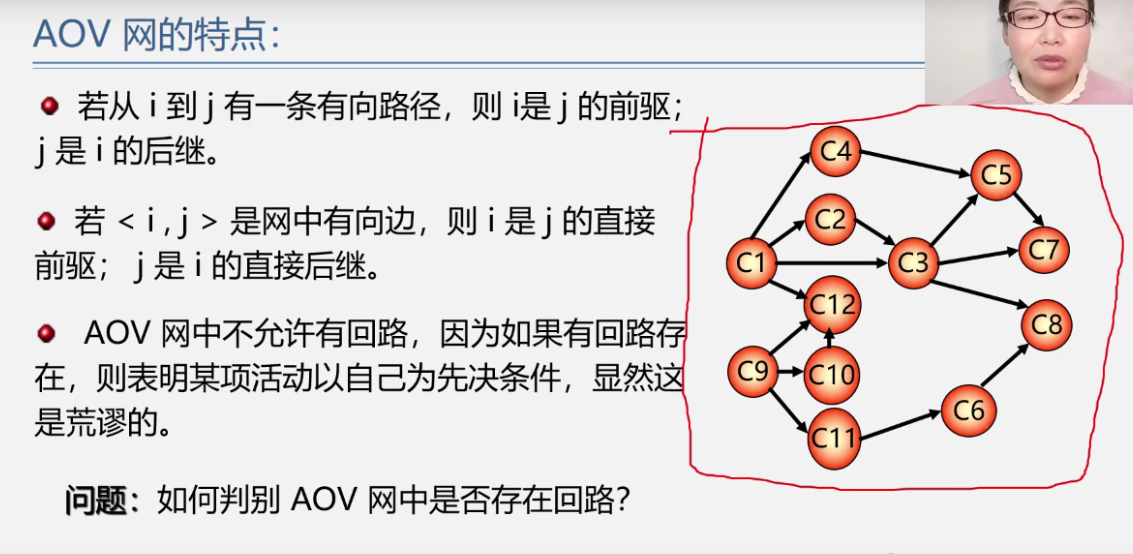 AOV 网的特点：
若从 i 到 j 有一条有向路径，则 i是 j 的前驱；
j 是 i 的后继。
若 < i , j > 是网中有向边，则 i 是 j 的直接
前驱； j 是 i 的直接后继。
AOV 网中不允许有回路，因为如果有回路存
在，则表明某项活动以自己为先决条件，显然这
是荒谬的。
问题：如何判别 AOV 网中是否存在回路？
C4
C5
C2
C1
C3
C7
C12
C8
C9
C10
C6
C11